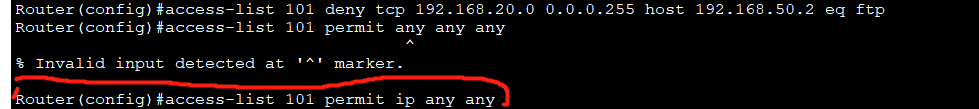 Router(config)#access-list 101 deny tcp 192.168.20.0 0.0.0.255 host 192.168.50.2 eq ftp
Router(config)#access-list 101 permit any any any
^
% Invalid input detected at '^' marker.
Router(config)#access-list 101 permit ip any any